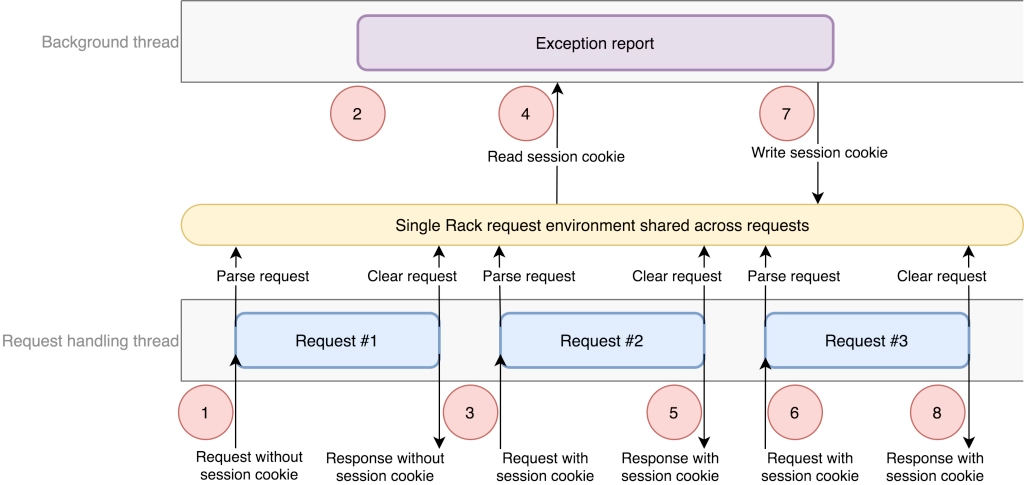 Background thread
Exception report
2
4
7
Read session cookie
Write session cookie
Single Rack request environment shared across requests
Parse request
Clear request
Parse request
Clear request
Parse request
Clear request
Request handling thread
Request #1
Request #2
Request #3
1
3
5
6
8
Request without
session cookie
Response without
session cookie
Request with
session cookie
Response with
session cookie
Request with
session cookie
Response with
session cookie